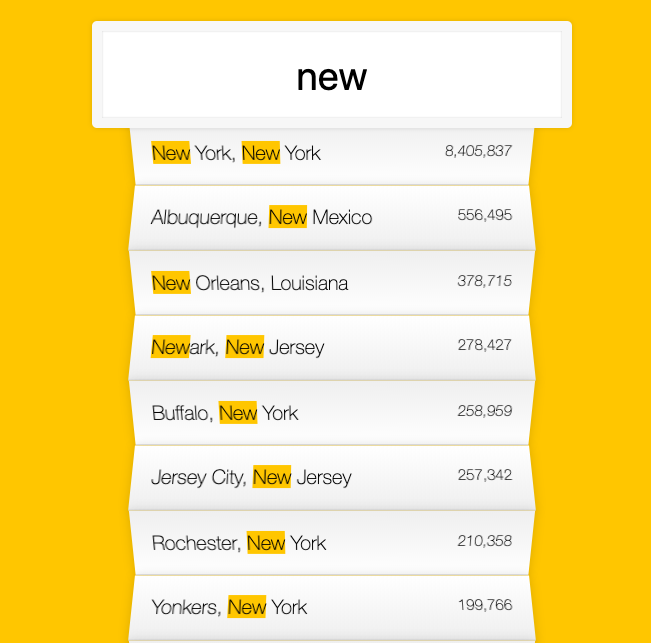 new
New York, New York 8,405,837
Albuquerque, New Mexico 556,495
New Orleans, Louisiana 378,715
Newark, New Jersey 278,427
Buffalo, New York 258,959
Jersey City, New Jersey 257,342
Rochester, New York 210,358
Yonkers, New York 199,766